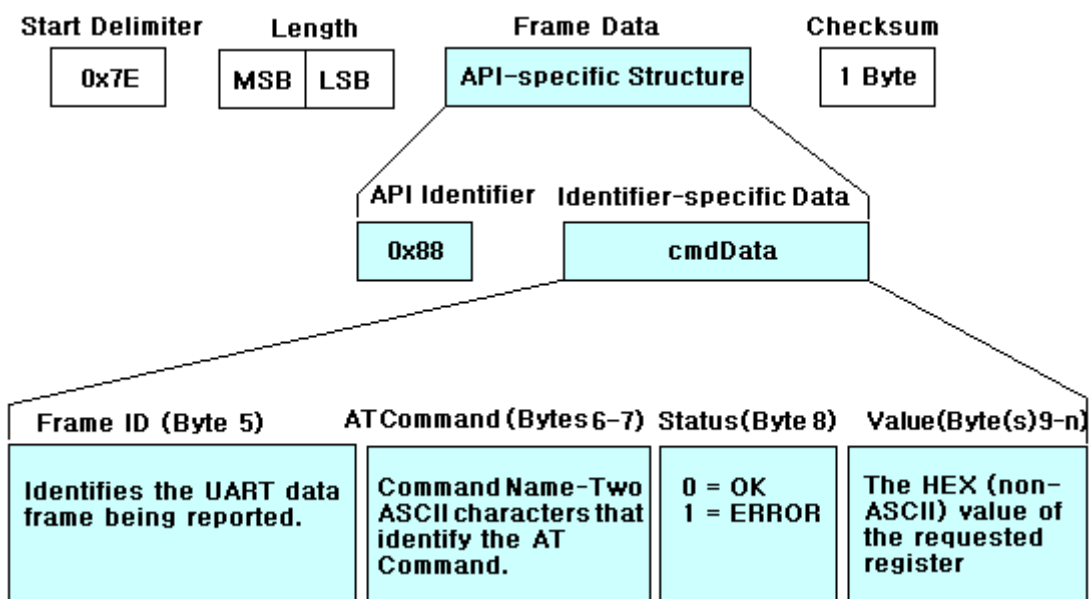 Start Delimiter
Length
Frame Data
Checksum
0x7E
MSB
LSB
API-specific Structure
1 Byte
API Identifier
Identifier-specific Data
0x88
cmdData
Frame ID (Byte 5)
AT Command (Bytes 6-7)
Status(Byte 8)
Value(Byte(s)9-n)
Identifies the UART data
frame being reported.
Command Name-Two
ASCII characters that
identify the AT
Command.
0 = OK
1 = ERROR
The HEX (non-
ASCII) value of
the requested
register